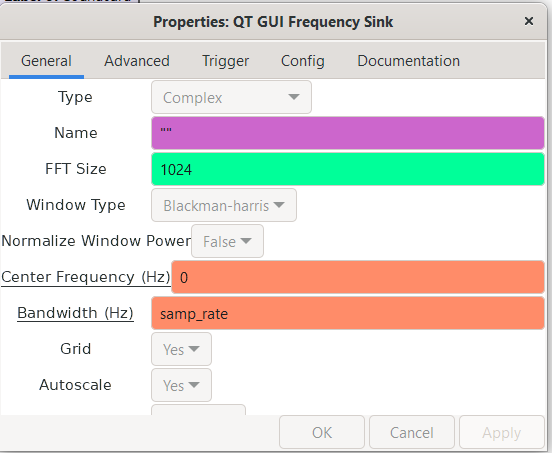 Properties: QT GUI Frequency Sink ×
General Advanced Trigger Config Documentation
Type Complex
Name ""
FFT Size 1024
Window Type Blackman-harris
Normalize Window Power False
Center Frequency (Hz) 0
Bandwidth (Hz) samp_rate
Grid Yes
Autoscale Yes
OK Cancel Apply